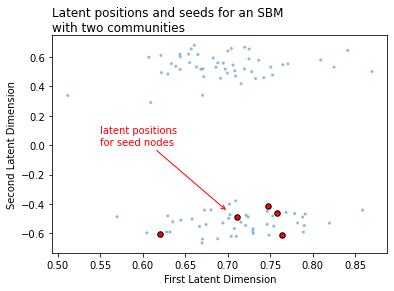 Latent positions and seeds for an SBM
with two communities
0.6
0.4
0.2
0.0
−0.2
−0.4
−0.6
Second Latent Dimension
latent positions
for seed nodes
0.50 0.55 0.60 0.65 0.70 0.75 0.80 0.85
First Latent Dimension